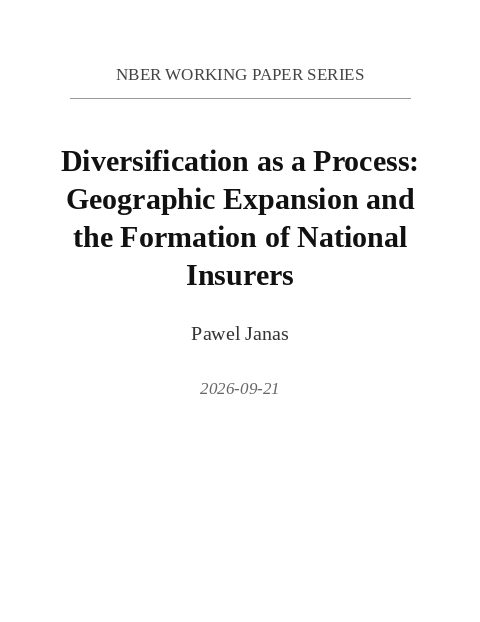 NBER WORKING PAPER SERIES
Diversification as a Process:
Geographic Expansion and
the Formation of National
Insurers
Pawel Janas
2026-09-21